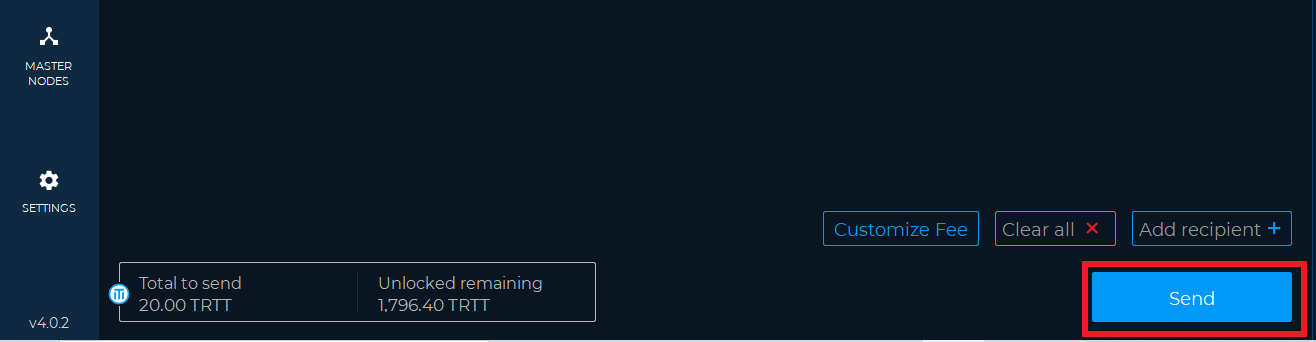 MASTER
NODES
SETTINGS
Customize Fee
Clear all
Add recipient +
Total to send
20.00 TRTT
Unlocked remaining
1,796.40 TRTT
Send
v4.0.2